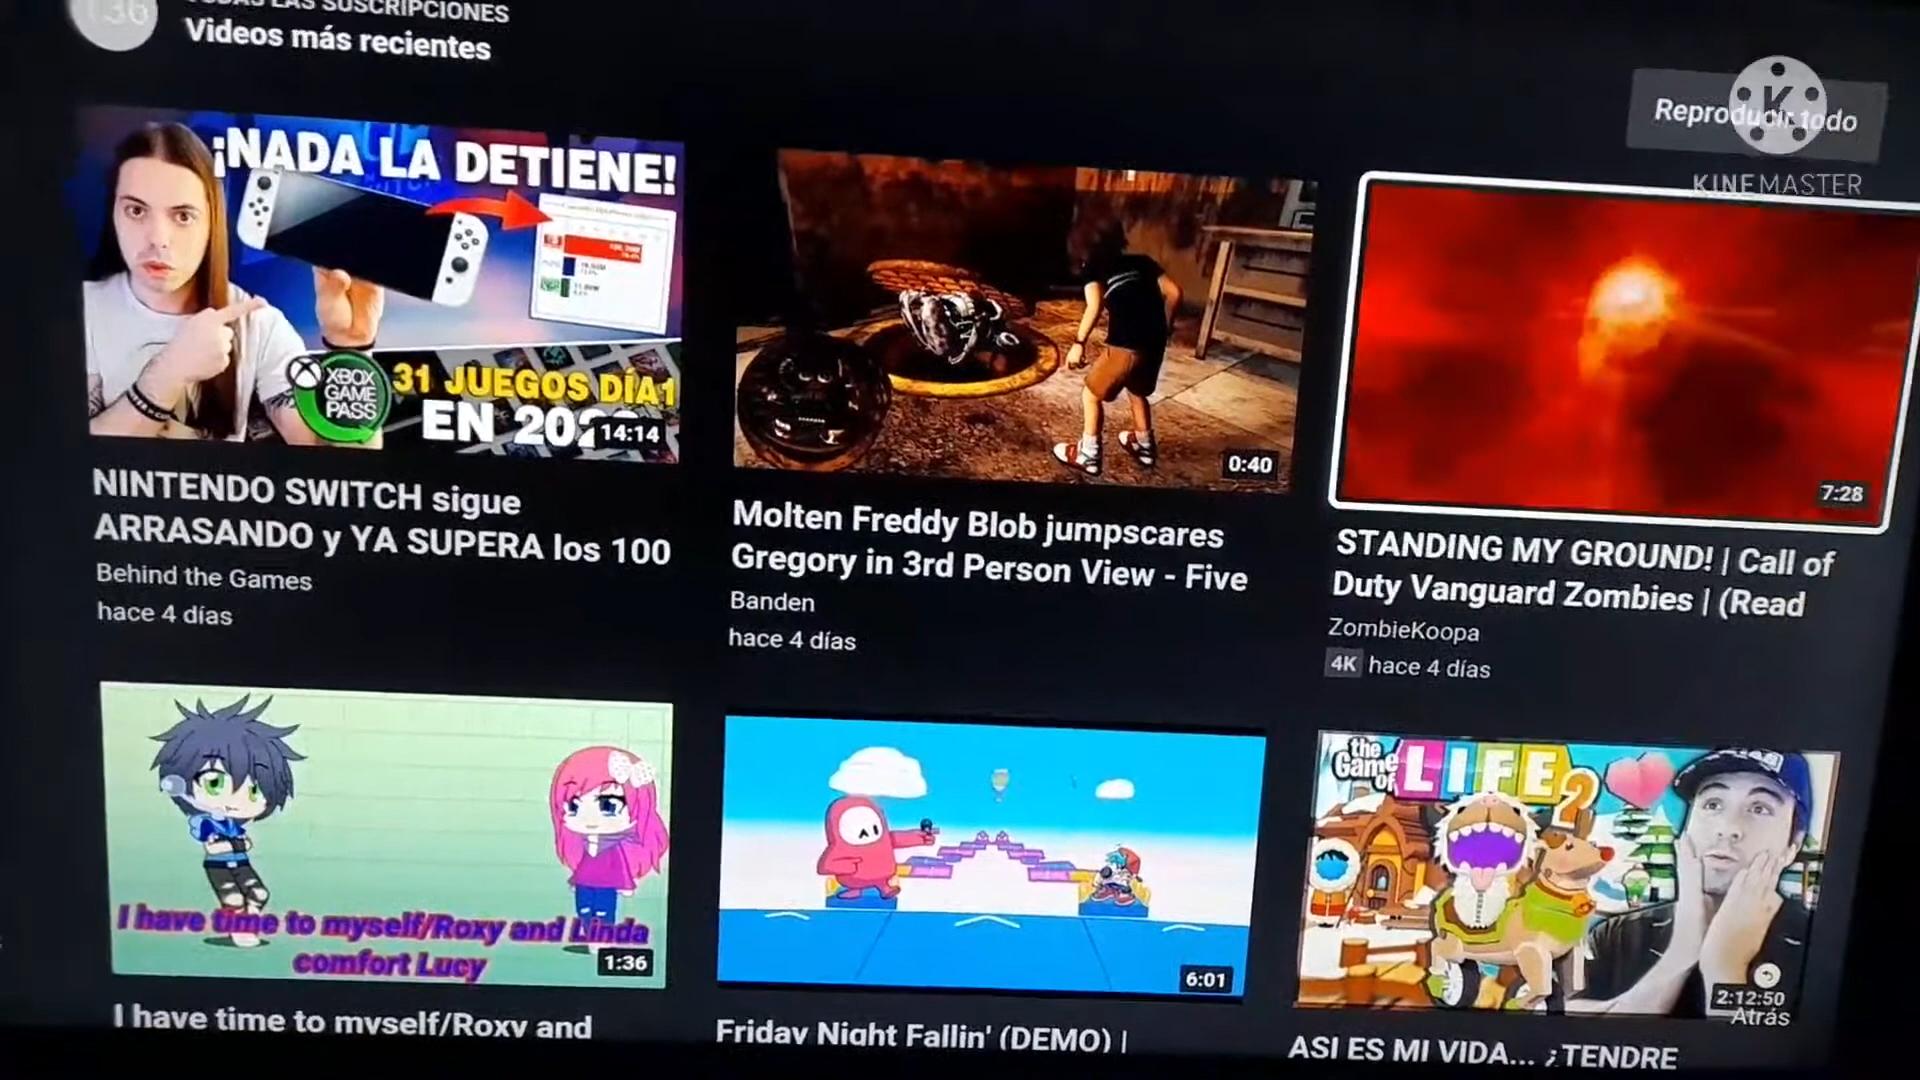 136
TODAS LAS SUSCRIPCIONES
Videos más recientes
Reproducir todo
KINEMASTER
¡NADA LA DETIENE!
XBOX
GAME
PASS
31 JUEGOS DÍA1
EN
14:14
NINTENDO SWITCH sigue
ARRASANDO y YA SUPERA los 100
Behind the Games
hace 4 días
0:40
Molten Freddy Blob jumpscares
Gregory in 3rd Person View - Five
Banden
hace 4 días
7:28
STANDING MY GROUND! | Call of
Duty Vanguard Zombies | (Read
ZombieKoopa
4K hace 4 días
I have time to myself/Roxy and Linda
comfort Lucy
1:36
I have time to myself/Roxy and
6:01
Friday Night Fallin' (DEMO) |
the
Game
of
LIFE
2
2:12:50
Atrás
ASI ES MI VIDA... ¿TENDRE